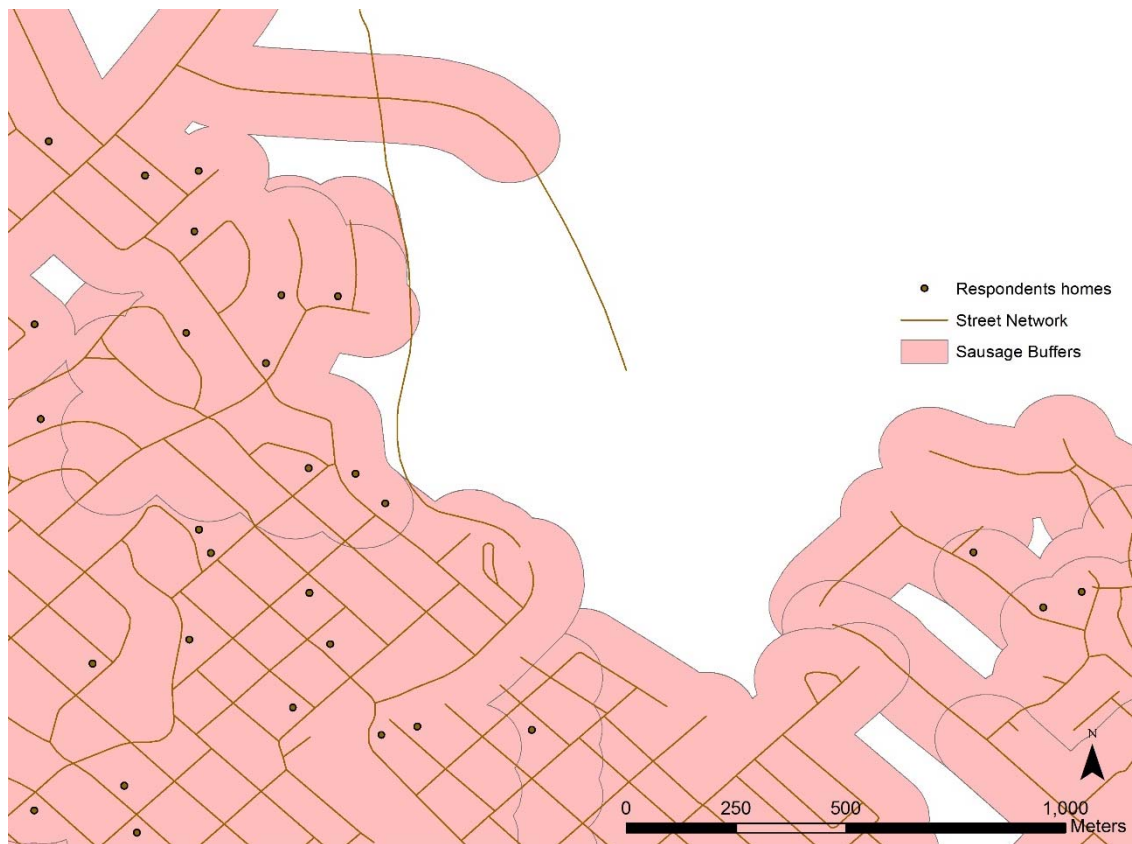 Respondents homes
Street Network
Sausage Buffers
N
0 250 500 1,000
Meters